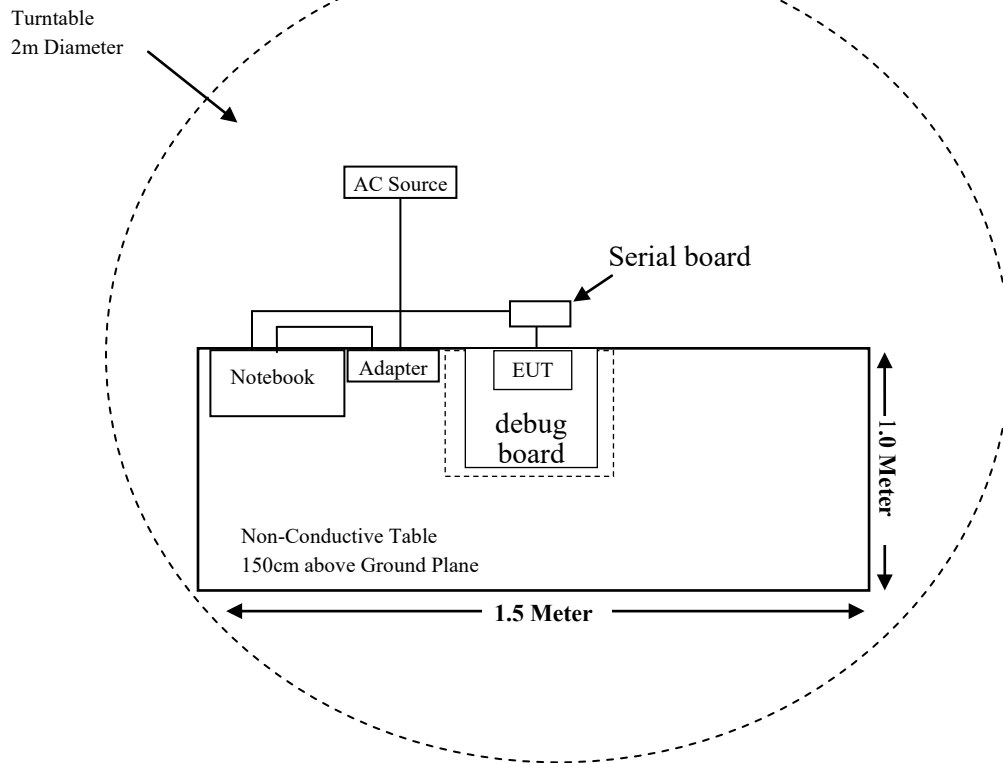 Turntable
2m Diameter
AC Source
Serial board
Notebook
Adapter
EUT
debug
board
1.0 Meter
Non-Conductive Table
150cm above Ground Plane
1.5 Meter